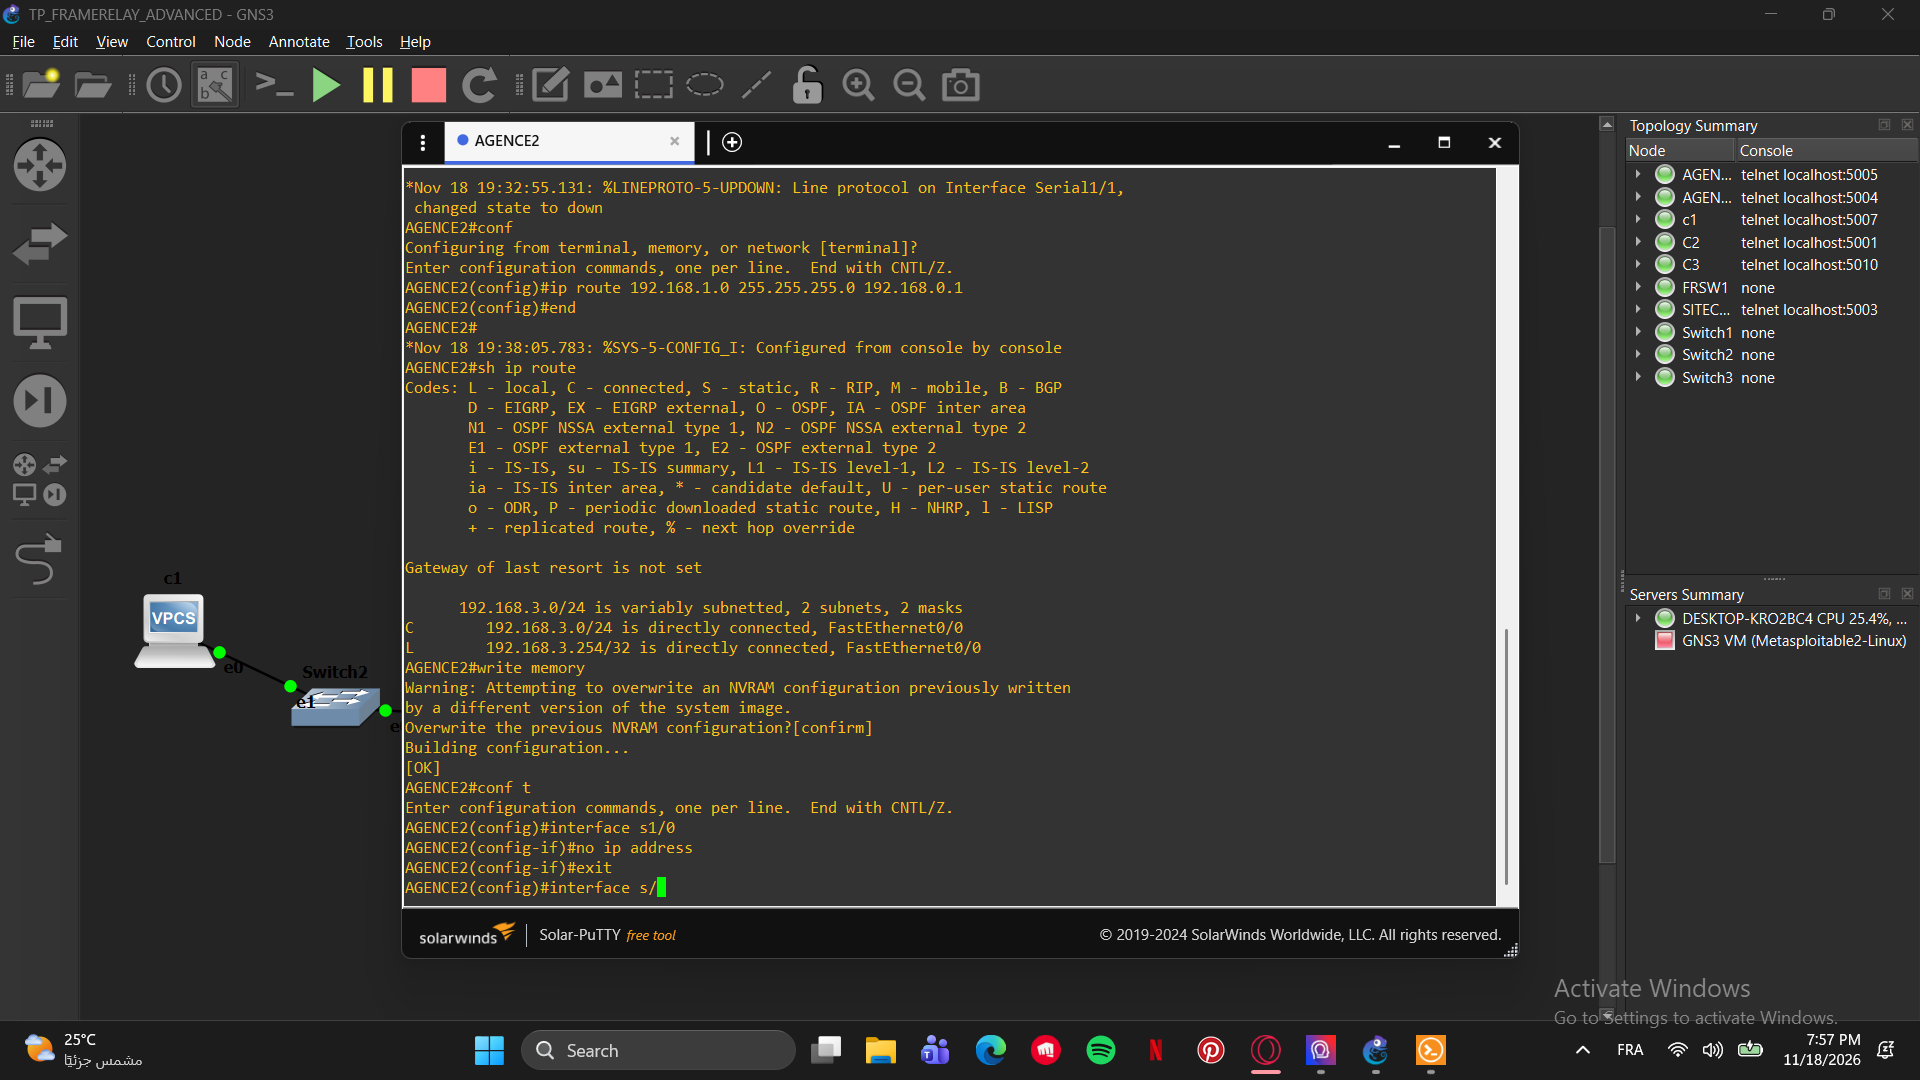 TP_FRAMERELAY_ADVANCED - GNS3
File Edit View Control Node Annotate Tools Help
AGENCE2
*Nov 18 19:32:55.131: %LINEPROTO-5-UPDOWN: Line protocol on Interface Serial1/1,
changed state to down
AGENCE2#conf
Configuring from terminal, memory, or network [terminal]?
Enter configuration commands, one per line.  End with CNTL/Z.
AGENCE2(config)#ip route 192.168.1.0 255.255.255.0 192.168.0.1
AGENCE2(config)#end
AGENCE2#
*Nov 18 19:38:05.783: %SYS-5-CONFIG_I: Configured from console by console
AGENCE2#sh ip route
Codes: L - local, C - connected, S - static, R - RIP, M - mobile, B - BGP
D - EIGRP, EX - EIGRP external, O - OSPF, IA - OSPF inter area
N1 - OSPF NSSA external type 1, N2 - OSPF NSSA external type 2
E1 - OSPF external type 1, E2 - OSPF external type 2
i - IS-IS, su - IS-IS summary, L1 - IS-IS level-1, L2 - IS-IS level-2
ia - IS-IS inter area, * - candidate default, U - per-user static route
o - ODR, P - periodic downloaded static route, H - NHRP, l - LISP
+ - replicated route, % - next hop override
Gateway of last resort is not set
192.168.3.0/24 is variably subnetted, 2 subnets, 2 masks
C        192.168.3.0/24 is directly connected, FastEthernet0/0
L        192.168.3.254/32 is directly connected, FastEthernet0/0
AGENCE2#write memory
Warning: Attempting to overwrite an NVRAM configuration previously written
by a different version of the system image.
Overwrite the previous NVRAM configuration?[confirm]
Building configuration...
[OK]
AGENCE2#conf t
Enter configuration commands, one per line.  End with CNTL/Z.
AGENCE2(config)#interface s1/0
AGENCE2(config-if)#no ip address
AGENCE2(config-if)#exit
AGENCE2(config)#interface s/
solarwinds
Solar-PuTTY free tool
© 2019-2024 SolarWinds Worldwide, LLC. All rights reserved.
c1
VPCS
e0
Switch2
e1
Topology Summary
Node Console
AGEN... telnet localhost:5005
AGEN... telnet localhost:5004
c1 telnet localhost:5007
C2 telnet localhost:5001
C3 telnet localhost:5010
FRSW1 none
SITEC... telnet localhost:5003
Switch1 none
Switch2 none
Switch3 none
Servers Summary
DESKTOP-KRO2BC4 CPU 25.4%, ...
GNS3 VM (Metasploitable2-Linux)
Activate Windows
Go to Settings to activate Windows.
25°C
مشمس جزئيًا
Search
FRA
7:57 PM
11/18/2026